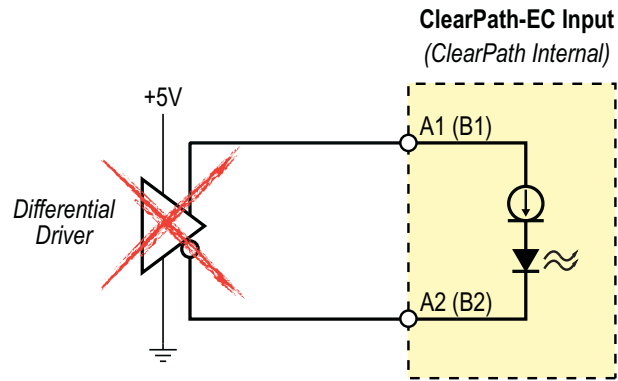 ClearPath-EC Input
(ClearPath Internal)
+5V
A1 (B1)
Differential
Driver
A2 (B2)